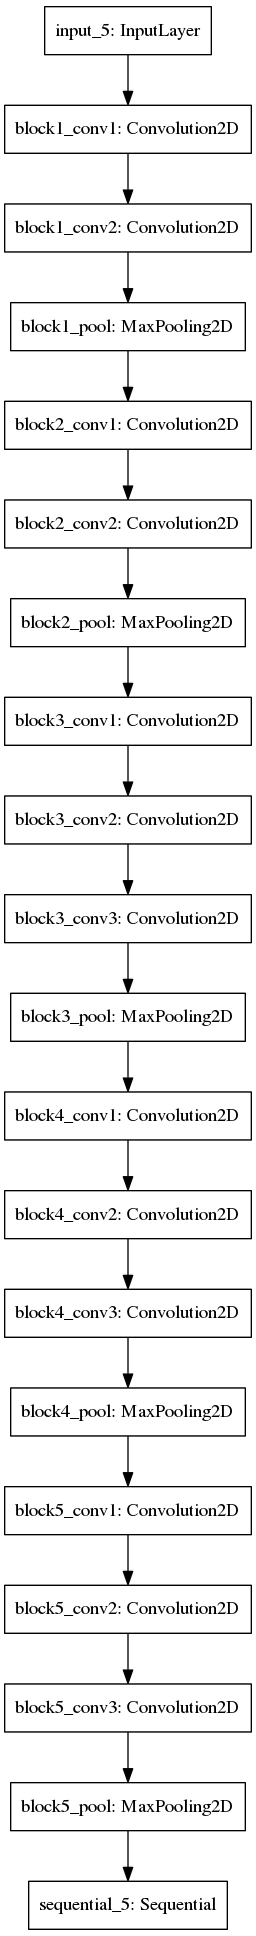 input_5: InputLayer
block1_conv1: Convolution2D
block1_conv2: Convolution2D
block1_pool: MaxPooling2D
block2_conv1: Convolution2D
block2_conv2: Convolution2D
block2_pool: MaxPooling2D
block3_conv1: Convolution2D
block3_conv2: Convolution2D
block3_conv3: Convolution2D
block3_pool: MaxPooling2D
block4_conv1: Convolution2D
block4_conv2: Convolution2D
block4_conv3: Convolution2D
block4_pool: MaxPooling2D
block5_conv1: Convolution2D
block5_conv2: Convolution2D
block5_conv3: Convolution2D
block5_pool: MaxPooling2D
sequential_5: Sequential